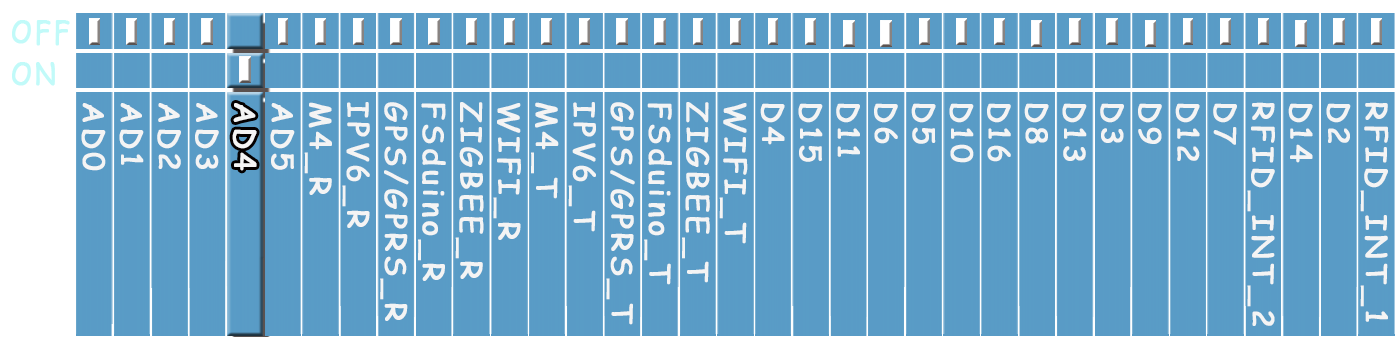 OFF
ON
AD0
AD1
AD2
AD3
AD4
AD5
M4_R
IPV6_R
GPS/GPRS_R
FSduino_R
ZIGBEE_R
WIFI_R
M4_T
IPV6_T
GPS/GPRS_T
FSduino_T
ZIGBEE_T
WIFI_T
D4
D15
D11
D6
D5
D10
D16
D8
D13
D3
D9
D12
D7
RFID_INT_2
D14
D2
RFID_INT_1